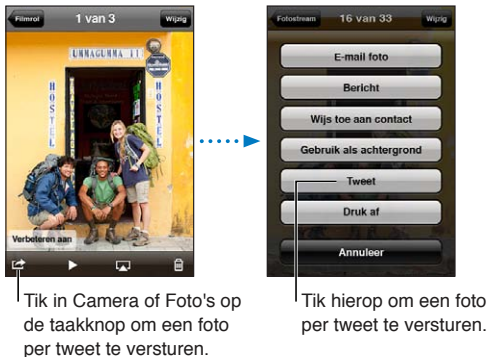 Filmrol
1 van 3
Wijzig
UMMAGUMMA II
HOSTEL
HOSTEL
Verbeteren aan
Fotostream
16 van 33
Wijzig
E-mail foto
Bericht
Wijs toe aan contact
Gebruik als achtergrond
Tweet
Druk af
Annuleer
Tik in Camera of Foto's op
de taakknop om een foto
per tweet te versturen.
Tik hierop om een foto
per tweet te versturen.